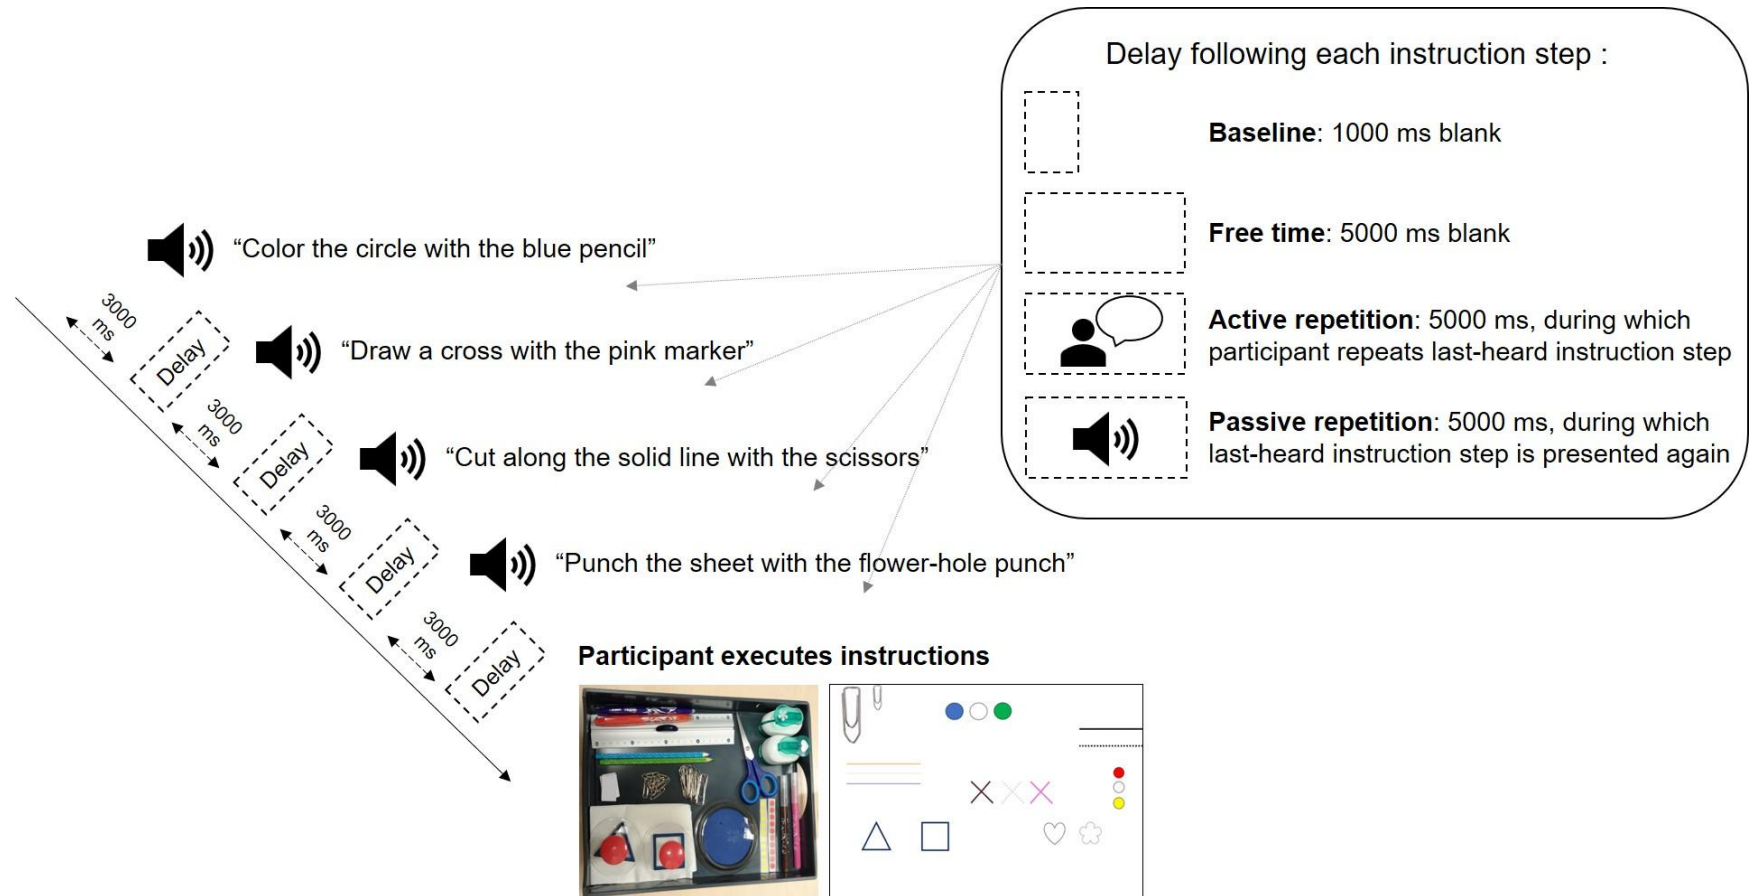 Delay following each instruction step :
Baseline: 1000 ms blank
Free time: 5000 ms blank
Active repetition: 5000 ms, during which
participant repeats last-heard instruction step
Passive repetition: 5000 ms, during which
last-heard instruction step is presented again
“Color the circle with the blue pencil”
3000
ms
Delay
“Draw a cross with the pink marker”
3000
ms
Delay
“Cut along the solid line with the scissors”
3000
ms
Delay
“Punch the sheet with the flower-hole punch”
3000
ms
Delay
Participant executes instructions